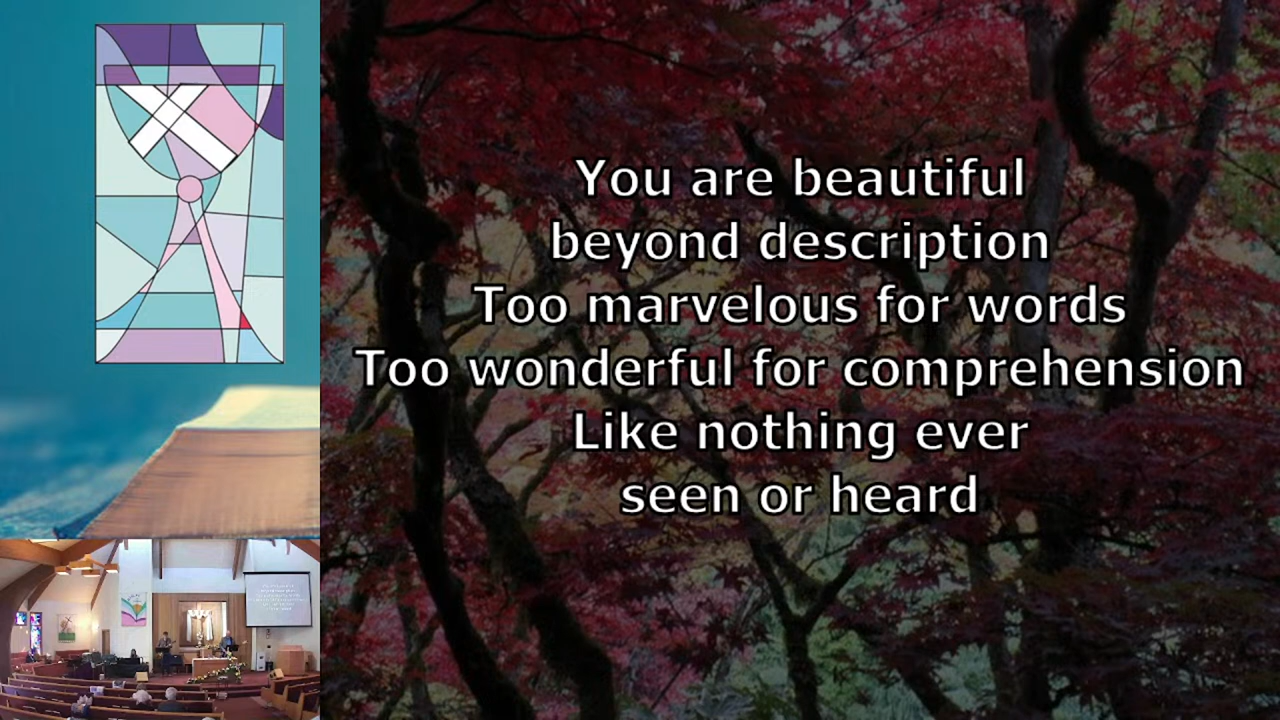 You are beautiful
beyond description
Too marvelous for words
Too wonderful for comprehension
Like nothing ever
seen or heard